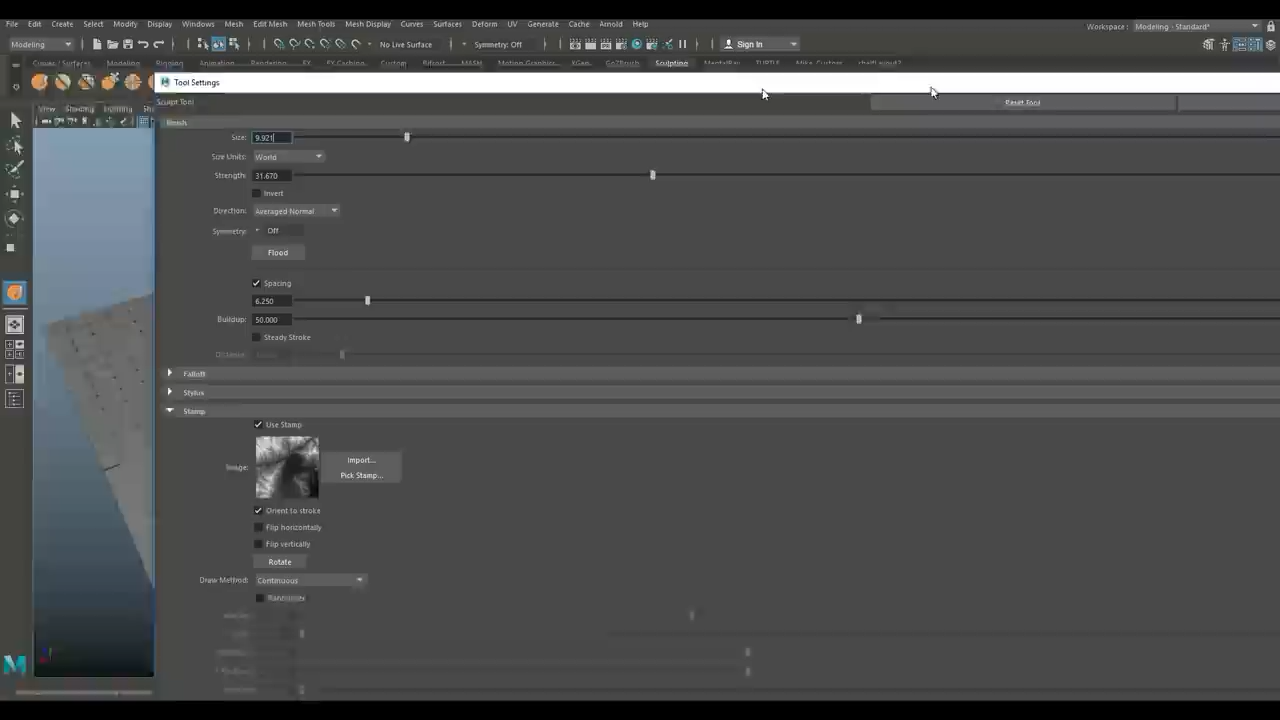 File Edit Create Select Modify Display Windows Mesh Edit Mesh Mesh Tools Mesh Display Curves Surfaces Deform UV Generate Cache Arnold Help
Workspace: Modeling - Standard*
Modeling
No Live Surface
Symmetry: Off
Sign In
Curves / Surfaces Modeling Rigging Animation Rendering FX FX Caching Custom Bifrost MASH Motion Graphics XGen GoZBrush Sculpting MentalRay TURTLE shelfLayout2
Tool Settings
Sculpt Tool
Reset Tool
View Shading Lighting
Brush
Size: 9.921
Size Units: World
Strength: 31.670
Invert
Direction: Averaged Normal
Symmetry: Off
Flood
Spacing
6.250
Buildup: 50.000
Steady Stroke
Distance:
Falloff
Stylus
Stamp
Use Stamp
Image:
Import...
Pick Stamp...
Orient to stroke
Flip horizontally
Flip vertically
Rotate
Draw Method: Continuous
Randomize